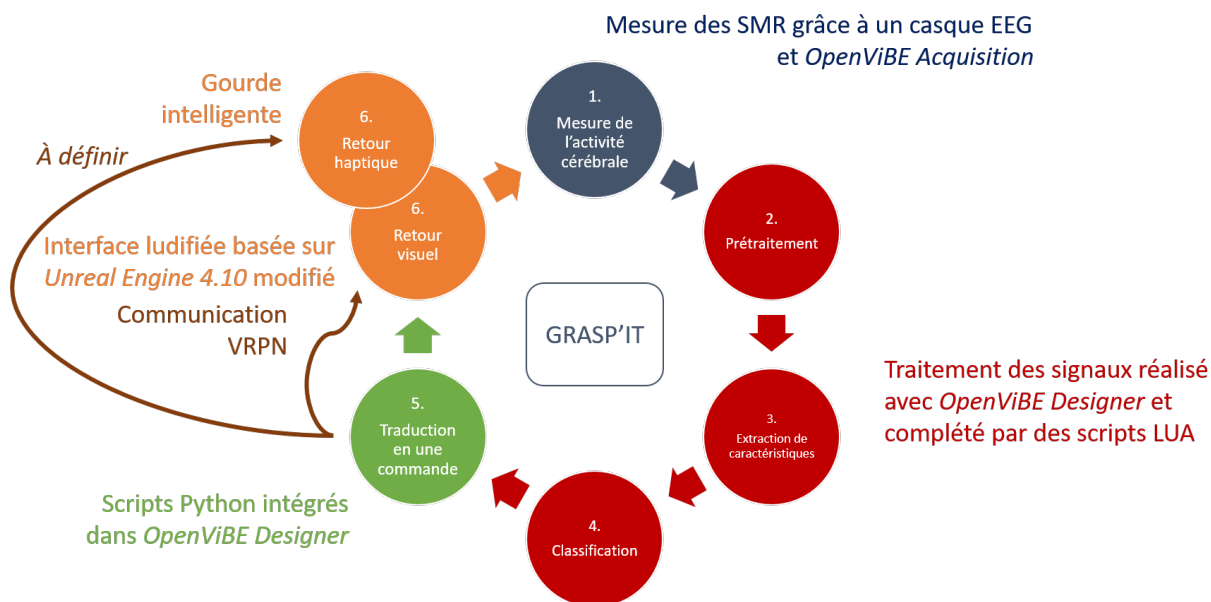 Mesure des SMR grâce à un casque EEG
et OpenViBE Acquisition
1.
Mesure de
l’activité
cérébrale
2.
Prétraitement
Traitement des signaux réalisé
avec OpenViBE Designer et
complété par des scripts LUA
3.
Extraction de
caractéristiques
4.
Classification
5.
Traduction
en une
commande
Scripts Python intégrés
dans OpenViBE Designer
Communication
VRPN
À définir
6.
Retour
visuel
Interface ludifiée basée sur
Unreal Engine 4.10 modifié
6.
Retour
haptique
Gourde
intelligente
GRASP’IT